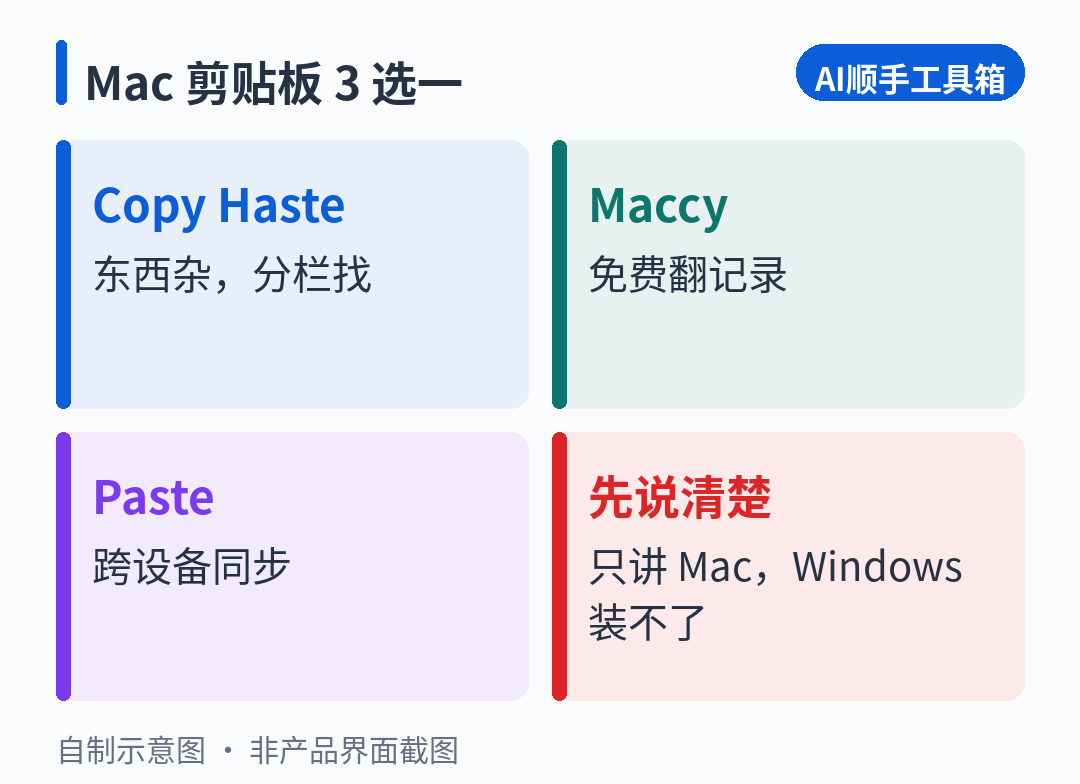 Mac 剪贴板 3 选一
AI顺手工具箱
Copy Haste
东西杂，分栏找
Maccy
免费翻记录
Paste
跨设备同步
先说清楚
只讲 Mac，Windows
装不了
自制示意图 · 非产品界面截图